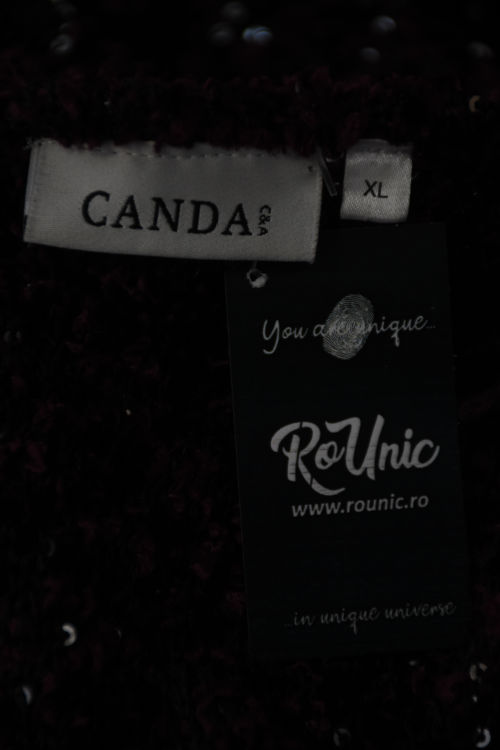 CANDA C&A
XL
You are unique...
RoUnic
www.rounic.ro
...in unique universe